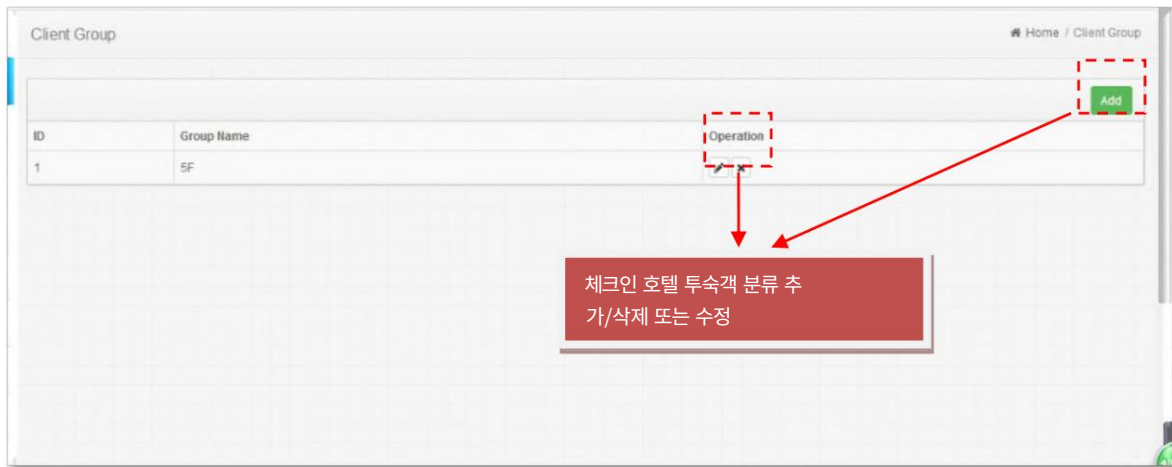 Client Group
Home / Client Group
Add
ID Group Name Operation
1 5F
체크인 호텔 투숙객 분류 추
가/삭제 또는 수정